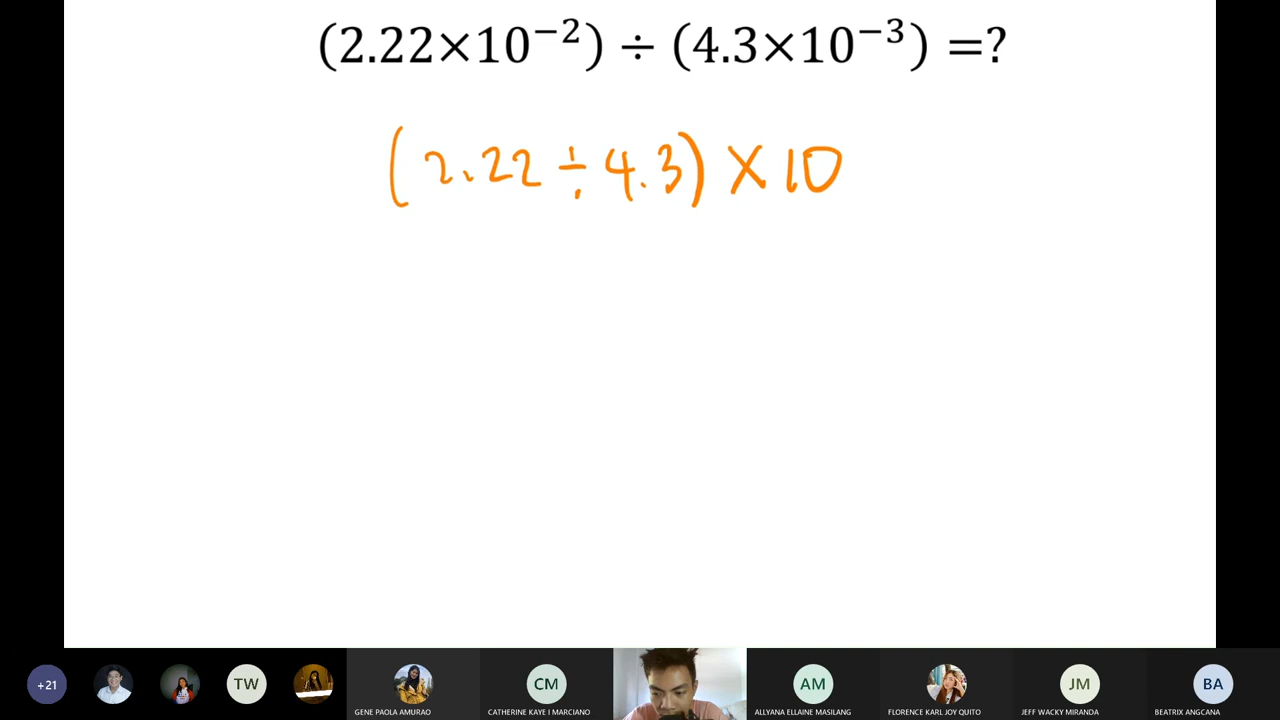 (2.22×10⁻²) ÷ (4.3×10⁻³) =?
(2.22 ÷ 4.3) × 10
+21
TW
CM
AM
JM
BA
GENE PAOLA AMURAO
CATHERINE KAYE I MARCIANO
ALLYANA ELLAINE MASILANG
FLORENCE KARL JOY QUITO
JEFF WACKY MIRANDA
BEATRIX ANGCANA